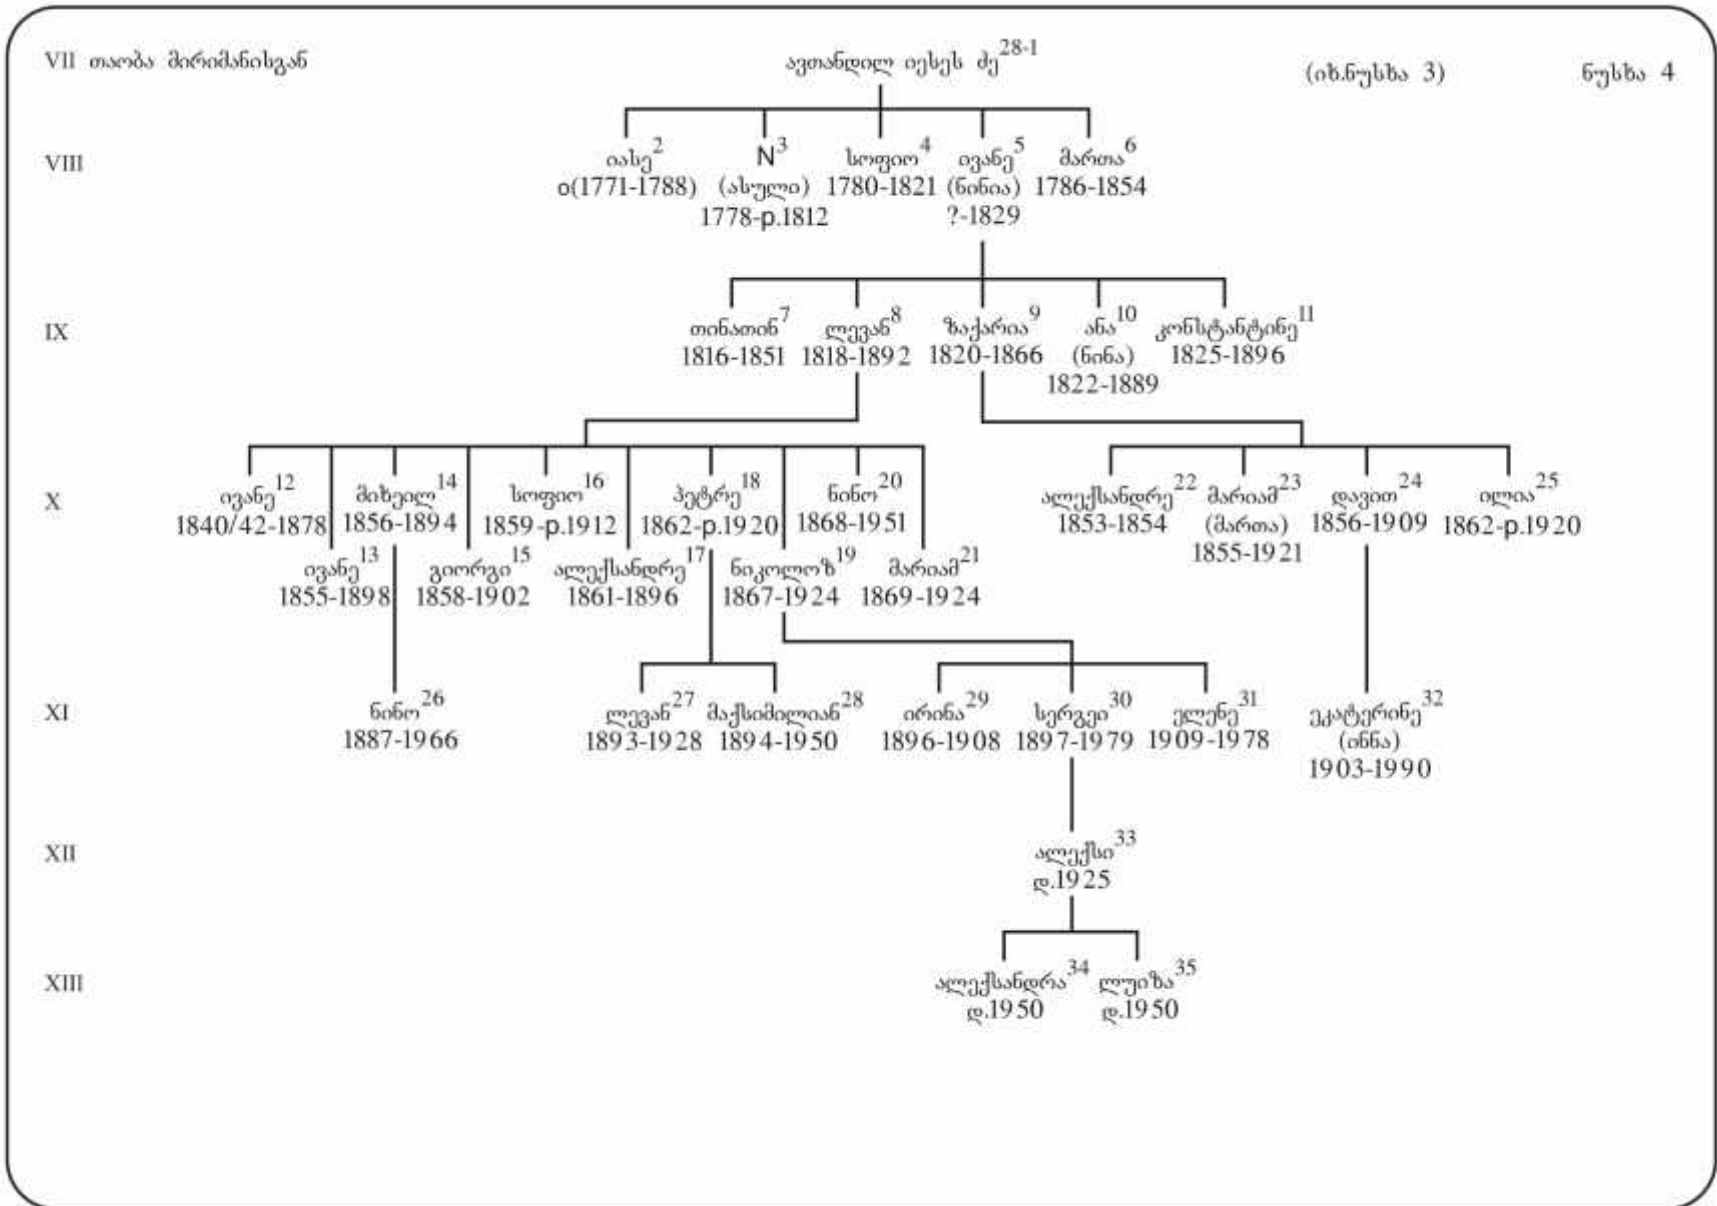 VII თაობა მირიმანისგან ავთანდილ იესეს ძე28-1 (იხ.ნუსხა 3) ნუსხა 4
VIII იასე2 N3 სოფიო4 ივანე5 მართა6
o(1771-1788) (ასული) 1780-1821 (ნინია) 1786-1854
1778-p.1812 ?-1829
IX თინათინ7 ლევან8 ზაქარია9 ანა10 კონსტანტინე11
1816-1851 1818-1892 1820-1866 (ნინა) 1825-1896
1822-1889
X ივანე12 მიხეილ14 სოფიო16 პეტრე18 ნინო20 ალექსანდრე22 მარიამ23 დავით24 ილია25
1840/42-1878 1856-1894 1859-p.1912 1862-p.1920 1868-1951 1853-1854 (მართა) 1856-1909 1862-p.1920
1855-1921
ივანე13 გიორგი15 ალექსანდრე17 ნიკოლოზ19 მარიამ21
1855-1898 1858-1902 1861-1896 1867-1924 1869-1924
XI ნინო26 ლევან27 მაქსიმილიან28 ირინა29 სერგეი30 ელენე31 ეკატერინე32
1887-1966 1893-1928 1894-1950 1896-1908 1897-1979 1909-1978 (ინნა)
1903-1990
XII ალექსი33
დ.1925
XIII ალექსანდრა34 ლუიზა35
დ.1950 დ.1950